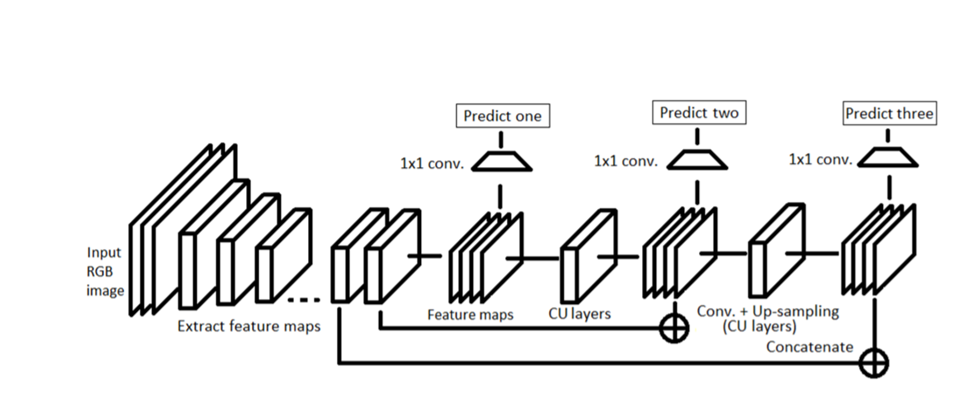 Predict one
Predict two
Predict three
1x1 conv.
1x1 conv.
1x1 conv.
Input
RGB
image
Extract feature maps
Feature maps
CU layers
Conv. + Up-sampling
(CU layers)
Concatenate